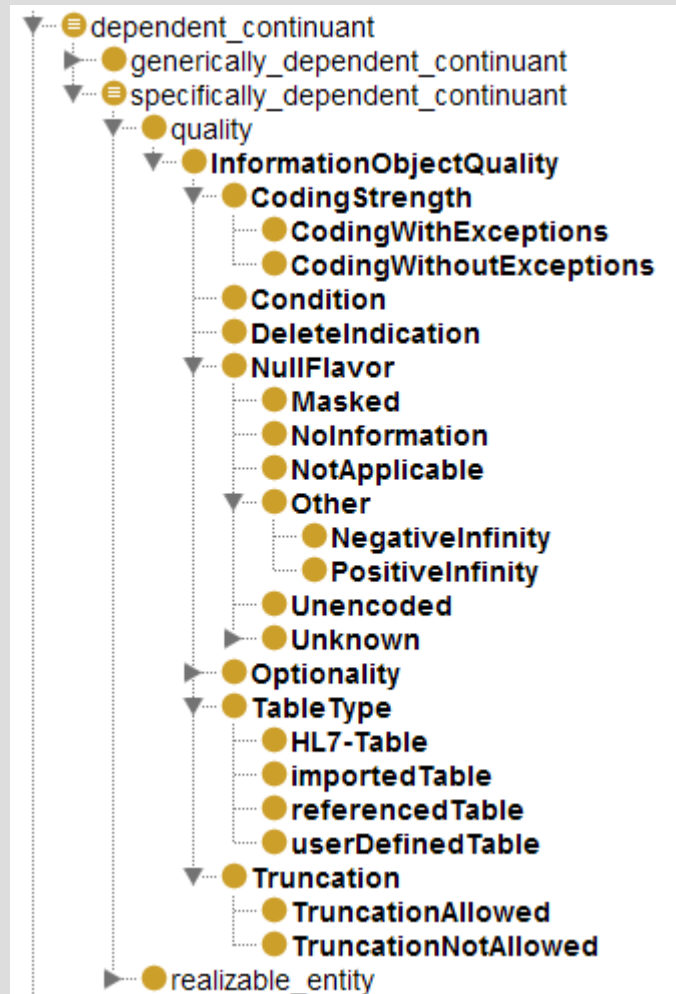 dependent_continuant
generically_dependent_continuant
specifically_dependent_continuant
quality
InformationObjectQuality
CodingStrength
CodingWithExceptions
CodingWithoutExceptions
Condition
DeleteIndication
NullFlavor
Masked
NoInformation
NotApplicable
Other
NegativeInfinity
PositiveInfinity
Unencoded
Unknown
Optionality
TableType
HL7-Table
importedTable
referencedTable
userDefinedTable
Truncation
TruncationAllowed
TruncationNotAllowed
realizable_entity